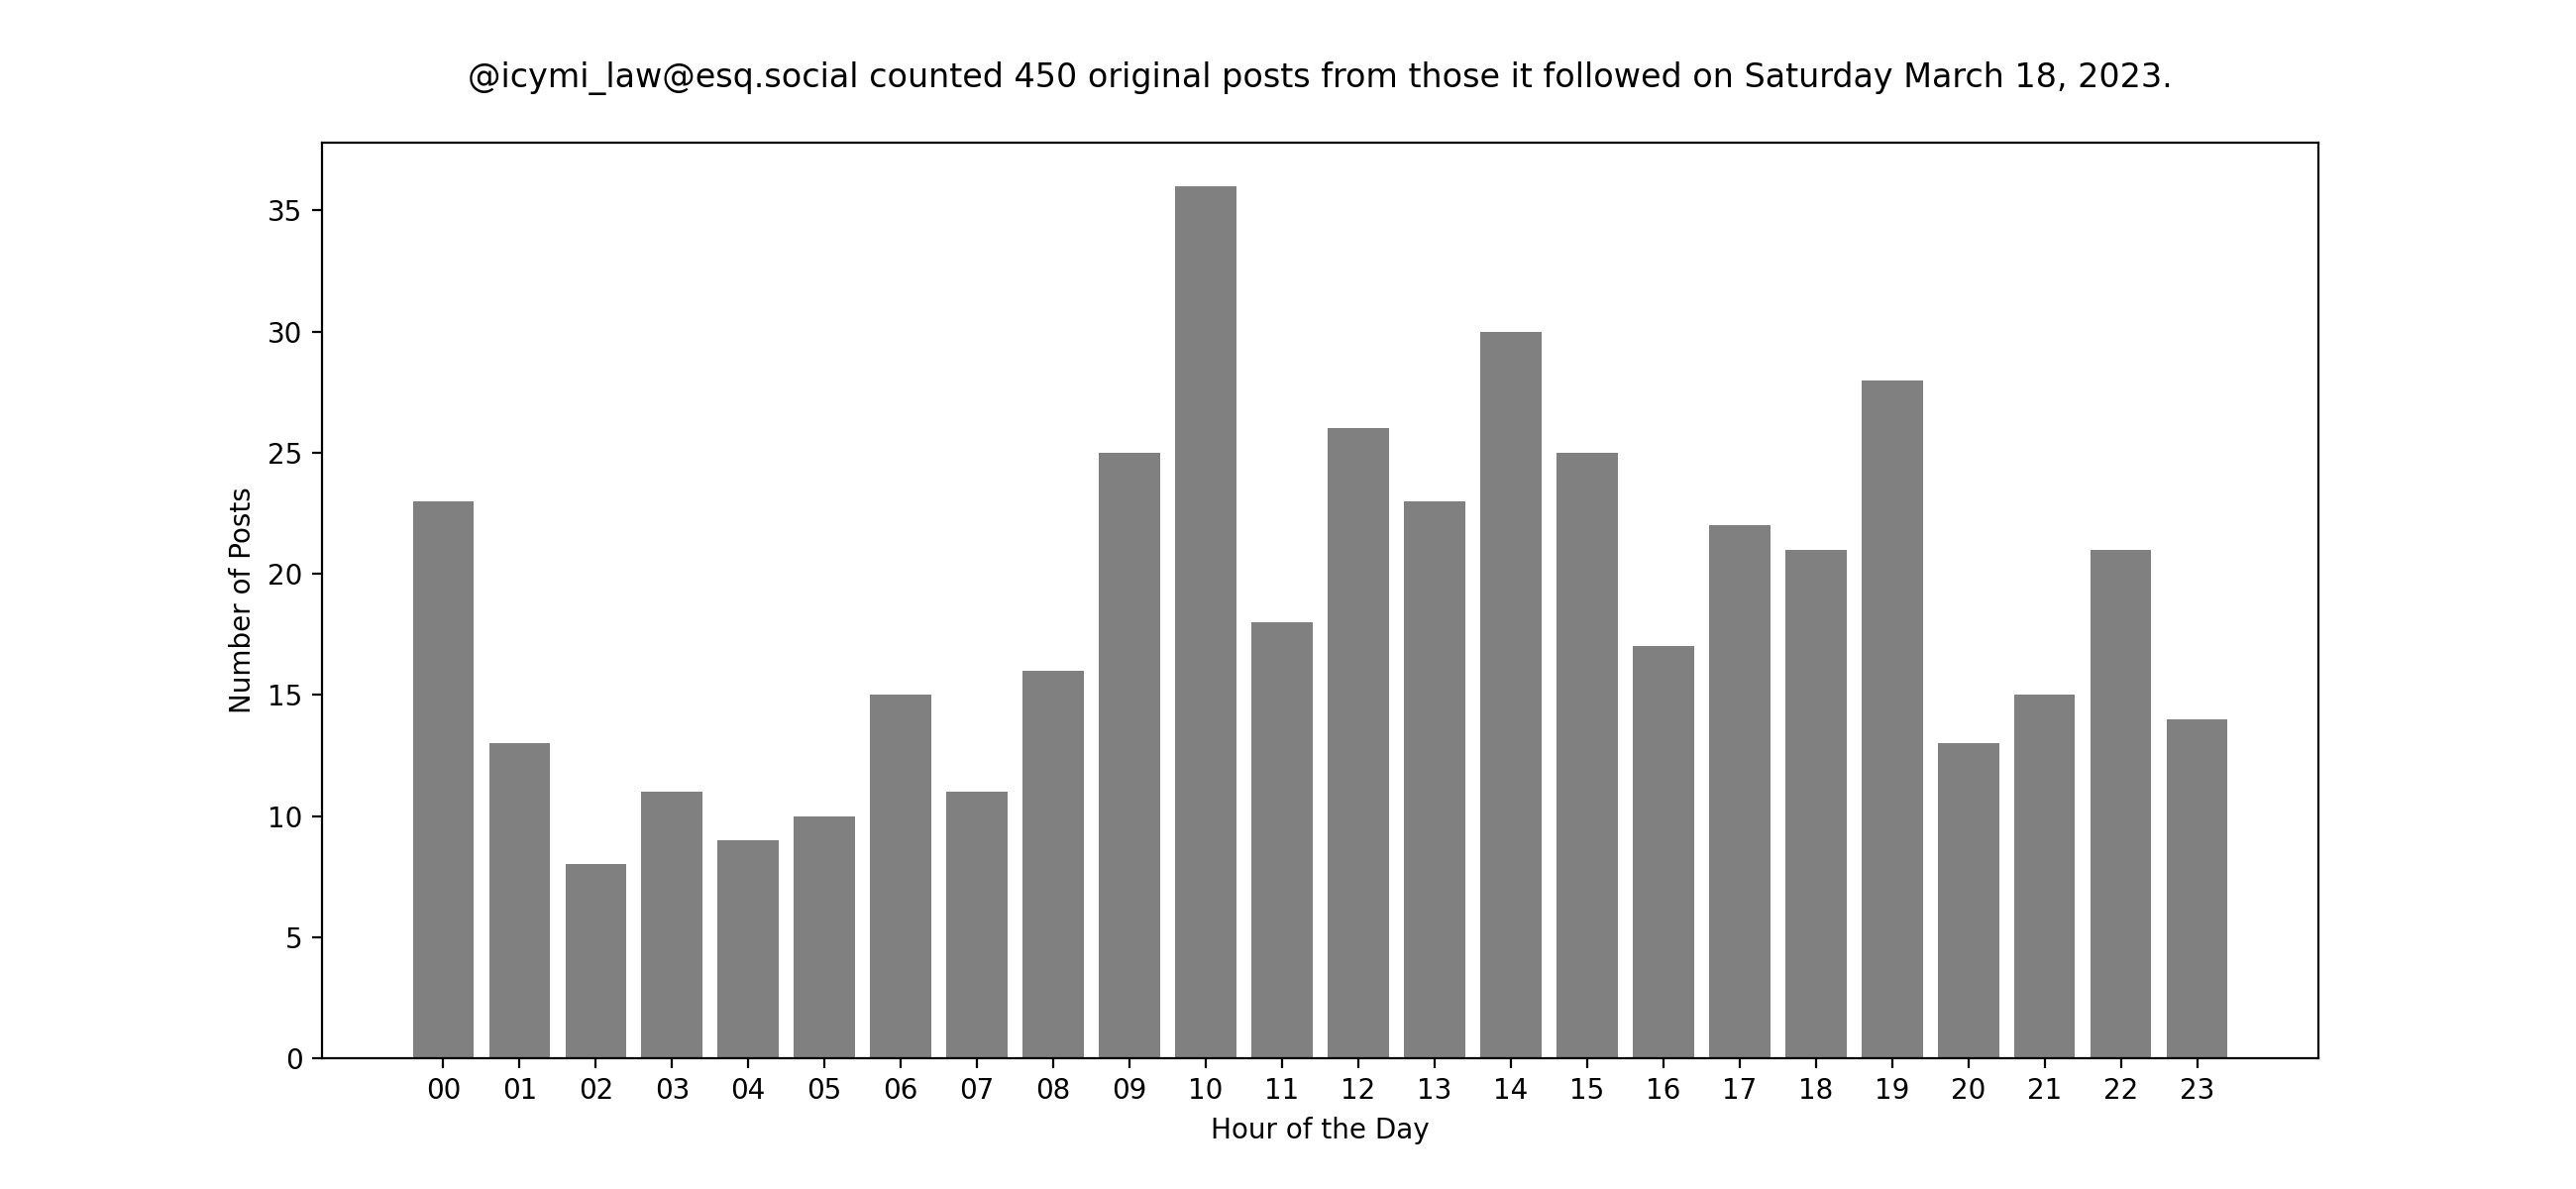 @icymi_law@esq.social counted 450 original posts from those it followed on Saturday March 18, 2023.
35
30
25
20
15
10
5
0
Number of Posts
00 01 02 03 04 05 06 07 08 09 10 11 12 13 14 15 16 17 18 19 20 21 22 23
Hour of the Day